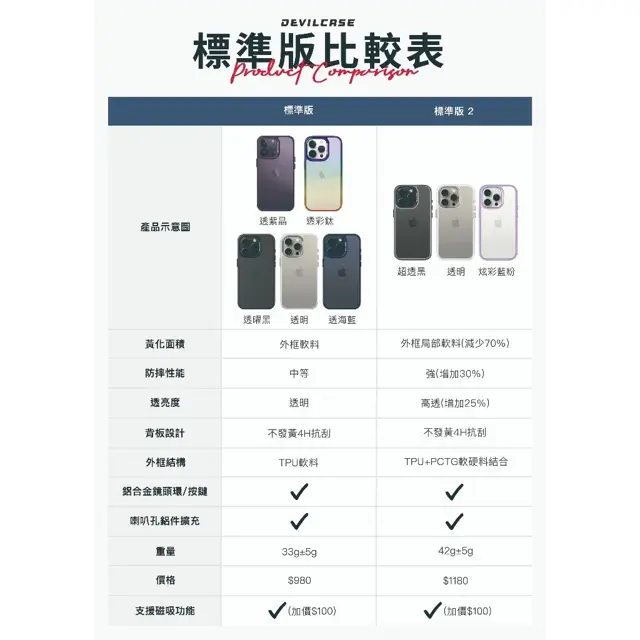 DEVILCASE
標準版比較表
Product Comparison
標準版 標準版 2
產品示意圖
透紫晶 透彩鈦
超透黑 透明 炫彩藍粉
透曜黑 透明 透海藍
黃化面積 外框軟料 外框局部軟料(減少70%)
防摔性能 中等 強(增加30%)
透亮度 透明 高透(增加25%)
背板設計 不發黃4H抗刮 不發黃4H抗刮
外框結構 TPU軟料 TPU+PCTG軟硬料結合
鋁合金鏡頭環/按鍵 ✓ ✓
喇叭孔鋁件擴充 ✓ ✓
重量 33g±5g 42g±5g
價格 $980 $1180
支援磁吸功能 ✓(加價$100) ✓(加價$100)